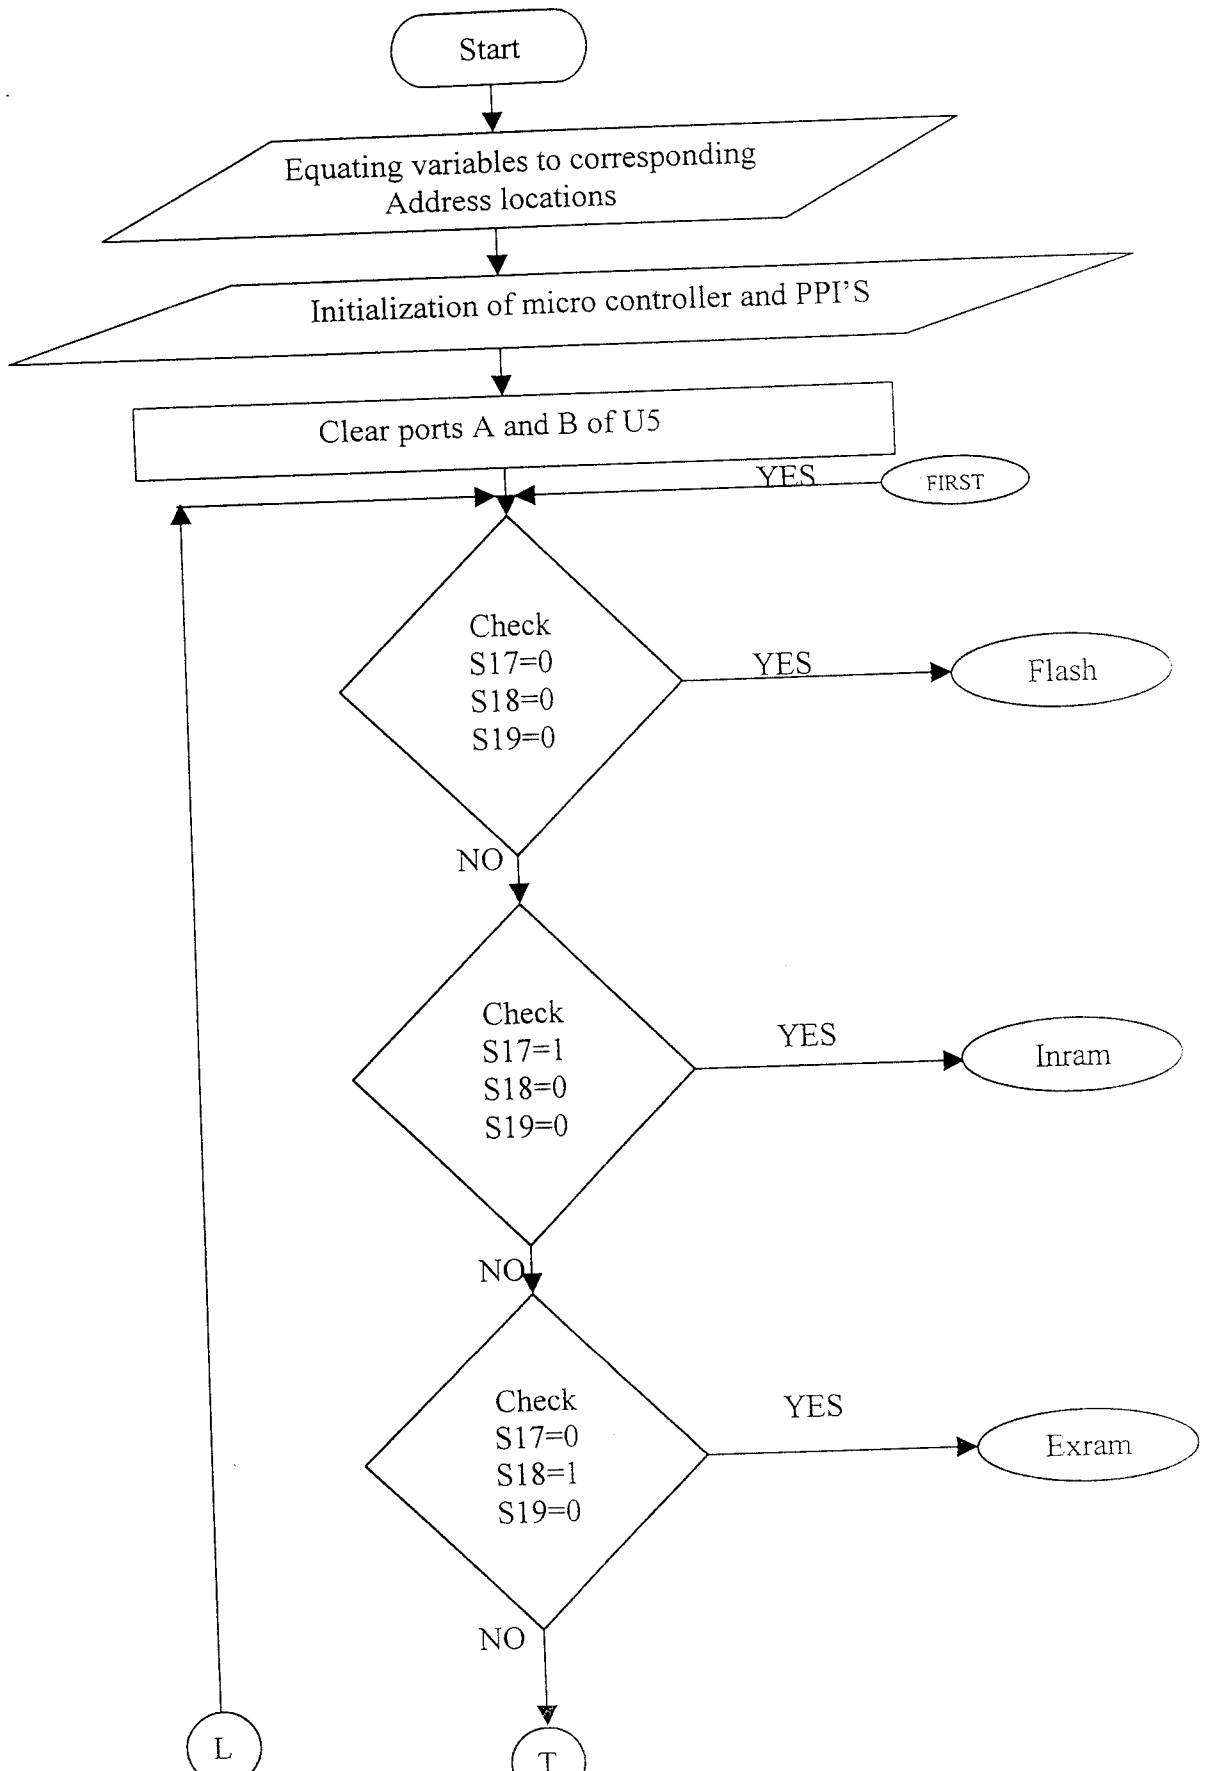 Start
Equating variables to corresponding
Address locations
Initialization of micro controller and PPI'S
Clear ports A and B of U5
YES
FIRST
Check
S17=0
S18=0
S19=0
YES
Flash
NO
Check
S17=1
S18=0
S19=0
YES
Inram
NO
Check
S17=0
S18=1
S19=0
YES
Exram
NO
L
T